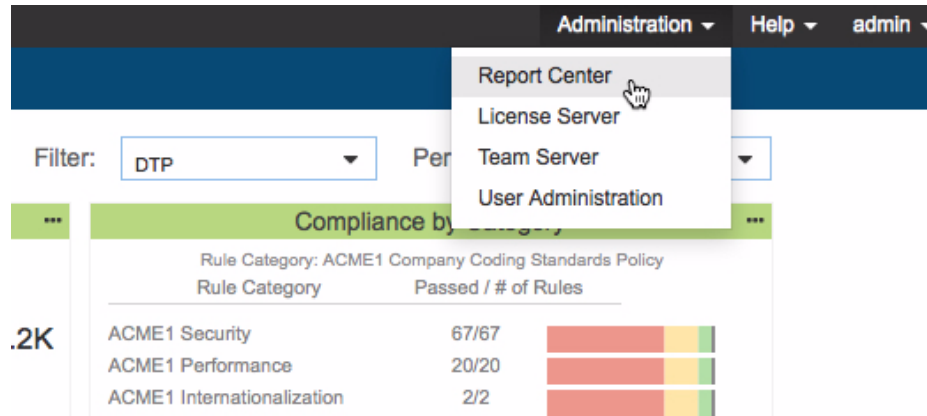 Administration Help admin
Report Center
License Server
Filter: DTP Per Team Server
User Administration
Compliance by
Rule Category: ACME1 Company Coding Standards Policy
Rule Category Passed / # of Rules
.2K
ACME1 Security 67/67
ACME1 Performance 20/20
ACME1 Internationalization 2/2